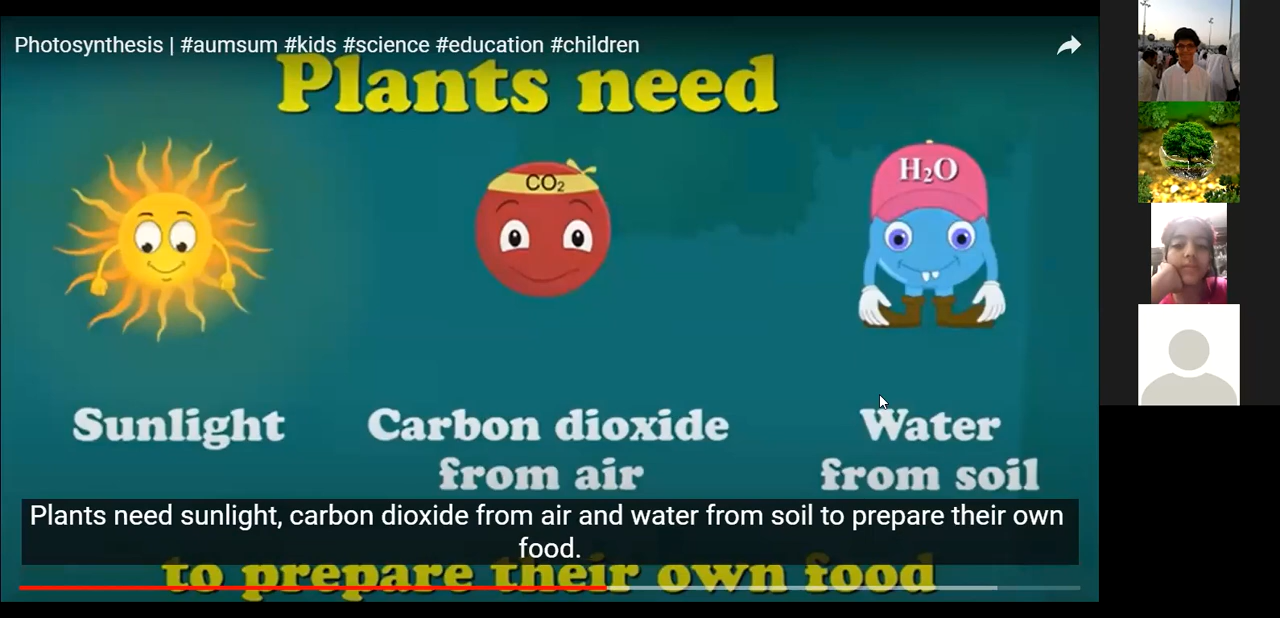 Photosynthesis | #aumsum #kids #science #education #children
Plants need
CO₂
H₂O
Sunlight
Carbon dioxide
from air
Water
from soil
Plants need sunlight, carbon dioxide from air and water from soil to prepare their own
food.
to prepare their own food